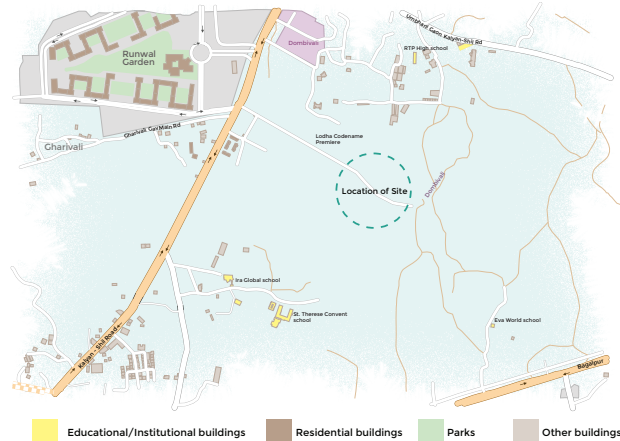 Umbharli Gaon Kalyan-Shil Rd
Dombivali
RTP High school
Runwal
Garden
Gharivali Gav
Main Rd
Gharivali
Lodha Codename
Premiere
Location of Site
Dombivali
Ira Global school
St. Therese Convent
school
Eva World school
Kalyan - Shil Road
Bagalpur
Educational/Institutional buildings
Residential buildings
Parks
Other buildings